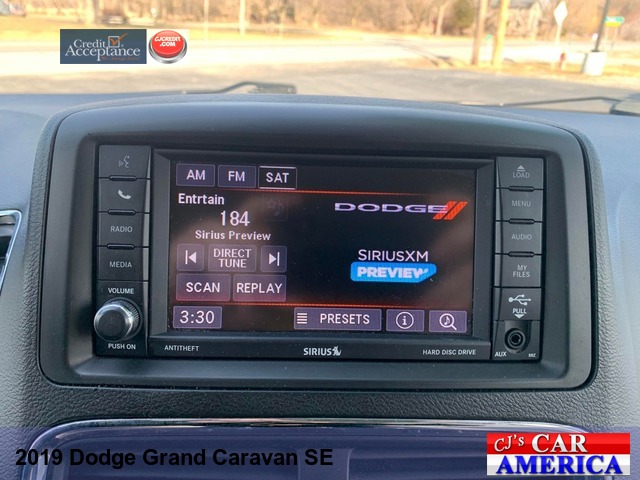 Credit Acceptance
CJCREDIT.COM
AM FM SAT
Entrtain
184
Sirius Preview
DIRECT TUNE
SCAN REPLAY
3:30
PRESETS
DODGE
SIRIUSXM
PREVIEW
RADIO
MEDIA
VOLUME
PUSH ON
LOAD
MENU
AUDIO
MY FILES
PULL
AUX
ANTITHEFT
SIRIUS
HARD DISC DRIVE
2019 Dodge Grand Caravan SE
CJ's CAR
AMERICA